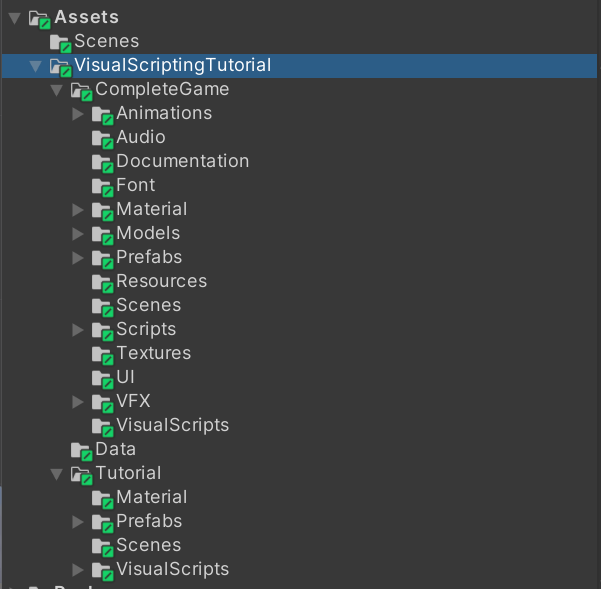 Assets
Scenes
VisualScriptingTutorial
CompleteGame
Animations
Audio
Documentation
Font
Material
Models
Prefabs
Resources
Scenes
Scripts
Textures
UI
VFX
VisualScripts
Data
Tutorial
Material
Prefabs
Scenes
VisualScripts